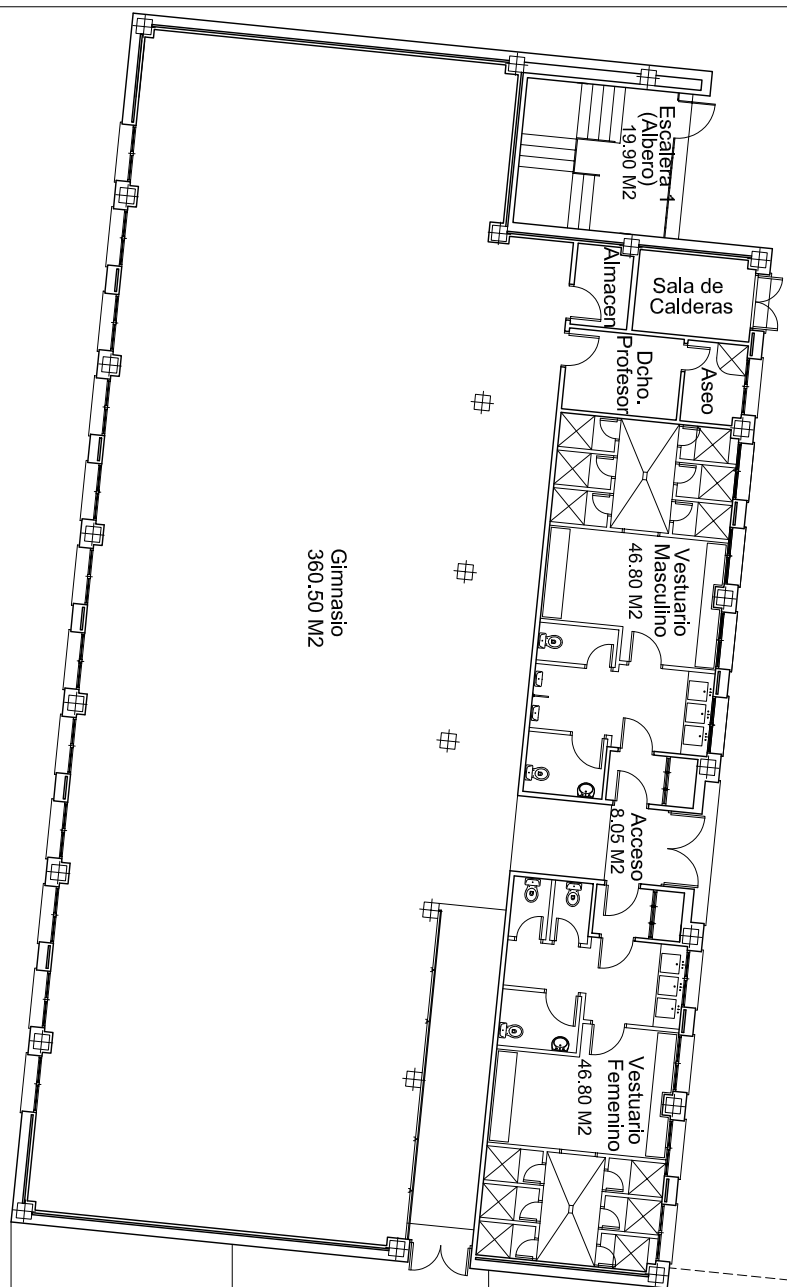 Escalera 1
(Albero)
19.90 M2
Almacen
Sala de
Calderas
Dcho.
Profesor
Aseo
Vestuario
Masculino
46.80 M2
Gimnasio
360.50 M2
Acceso
8.05 M2
Vestuario
Femenino
46.80 M2